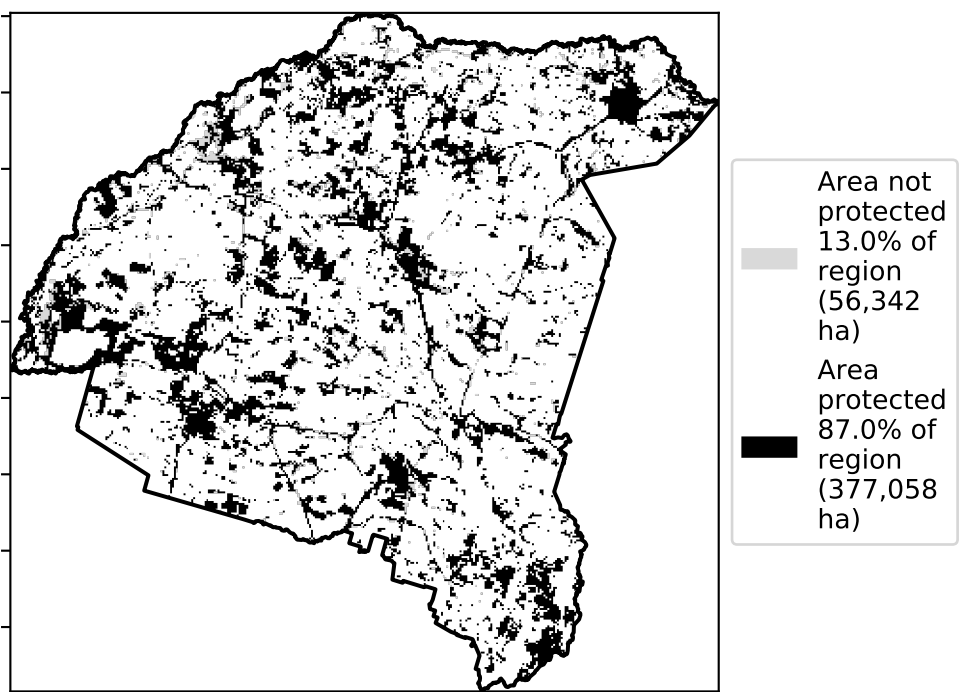 Area not
protected
13.0% of
region
(56,342
ha)
Area
protected
87.0% of
region
(377,058
ha)